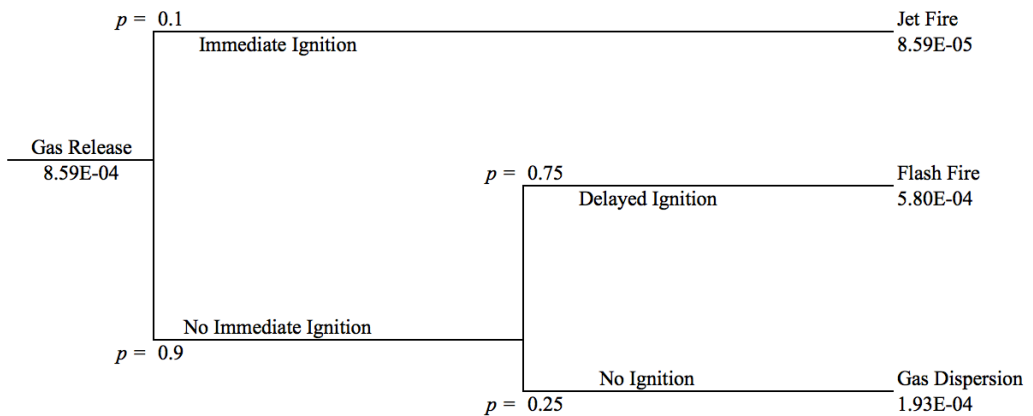 p = 0.1
Jet Fire
Immediate Ignition
8.59E-05
Gas Release
8.59E-04
p = 0.75
Flash Fire
Delayed Ignition
5.80E-04
No Immediate Ignition
p = 0.9
No Ignition
Gas Dispersion
p = 0.25
1.93E-04